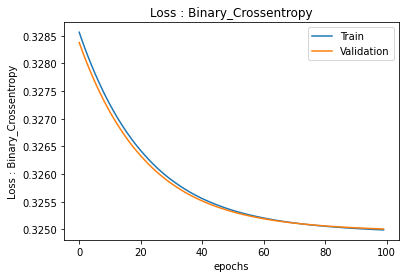 Loss : Binary_Crossentropy
Train
Validation
Loss : Binary_Crossentropy
0.3285
0.3280
0.3275
0.3270
0.3265
0.3260
0.3255
0.3250
0 20 40 60 80 100
epochs